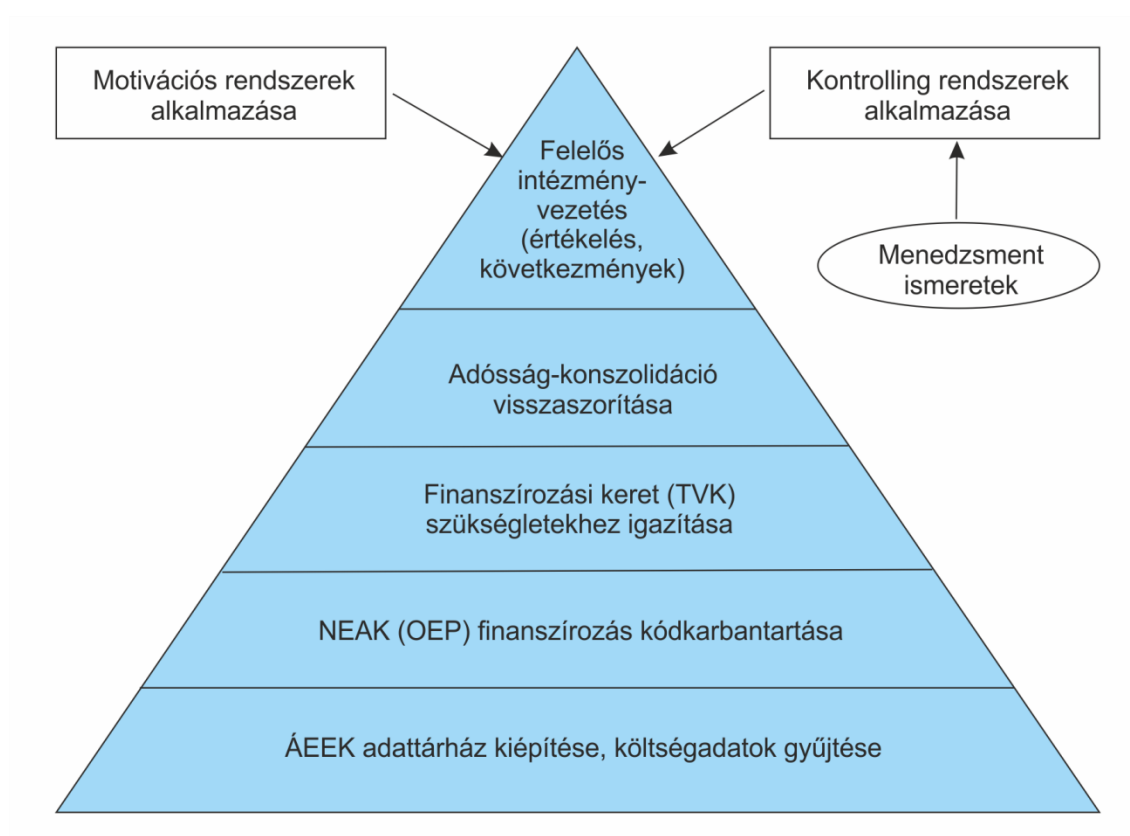 Motivációs rendszerek
alkalmazása
Kontrolling rendszerek
alkalmazása
Felelős
intézmény-
vezetés
(értékelés,
következmények)
Menedzsment
ismeretek
Adósság-konszolidáció
visszaszorítása
Finanszírozási keret (TVK)
szükségletekhez igazítása
NEAK (OEP) finanszírozás kódkarbantartása
ÁEEK adattárház kiépítése, költségadatok gyűjtése